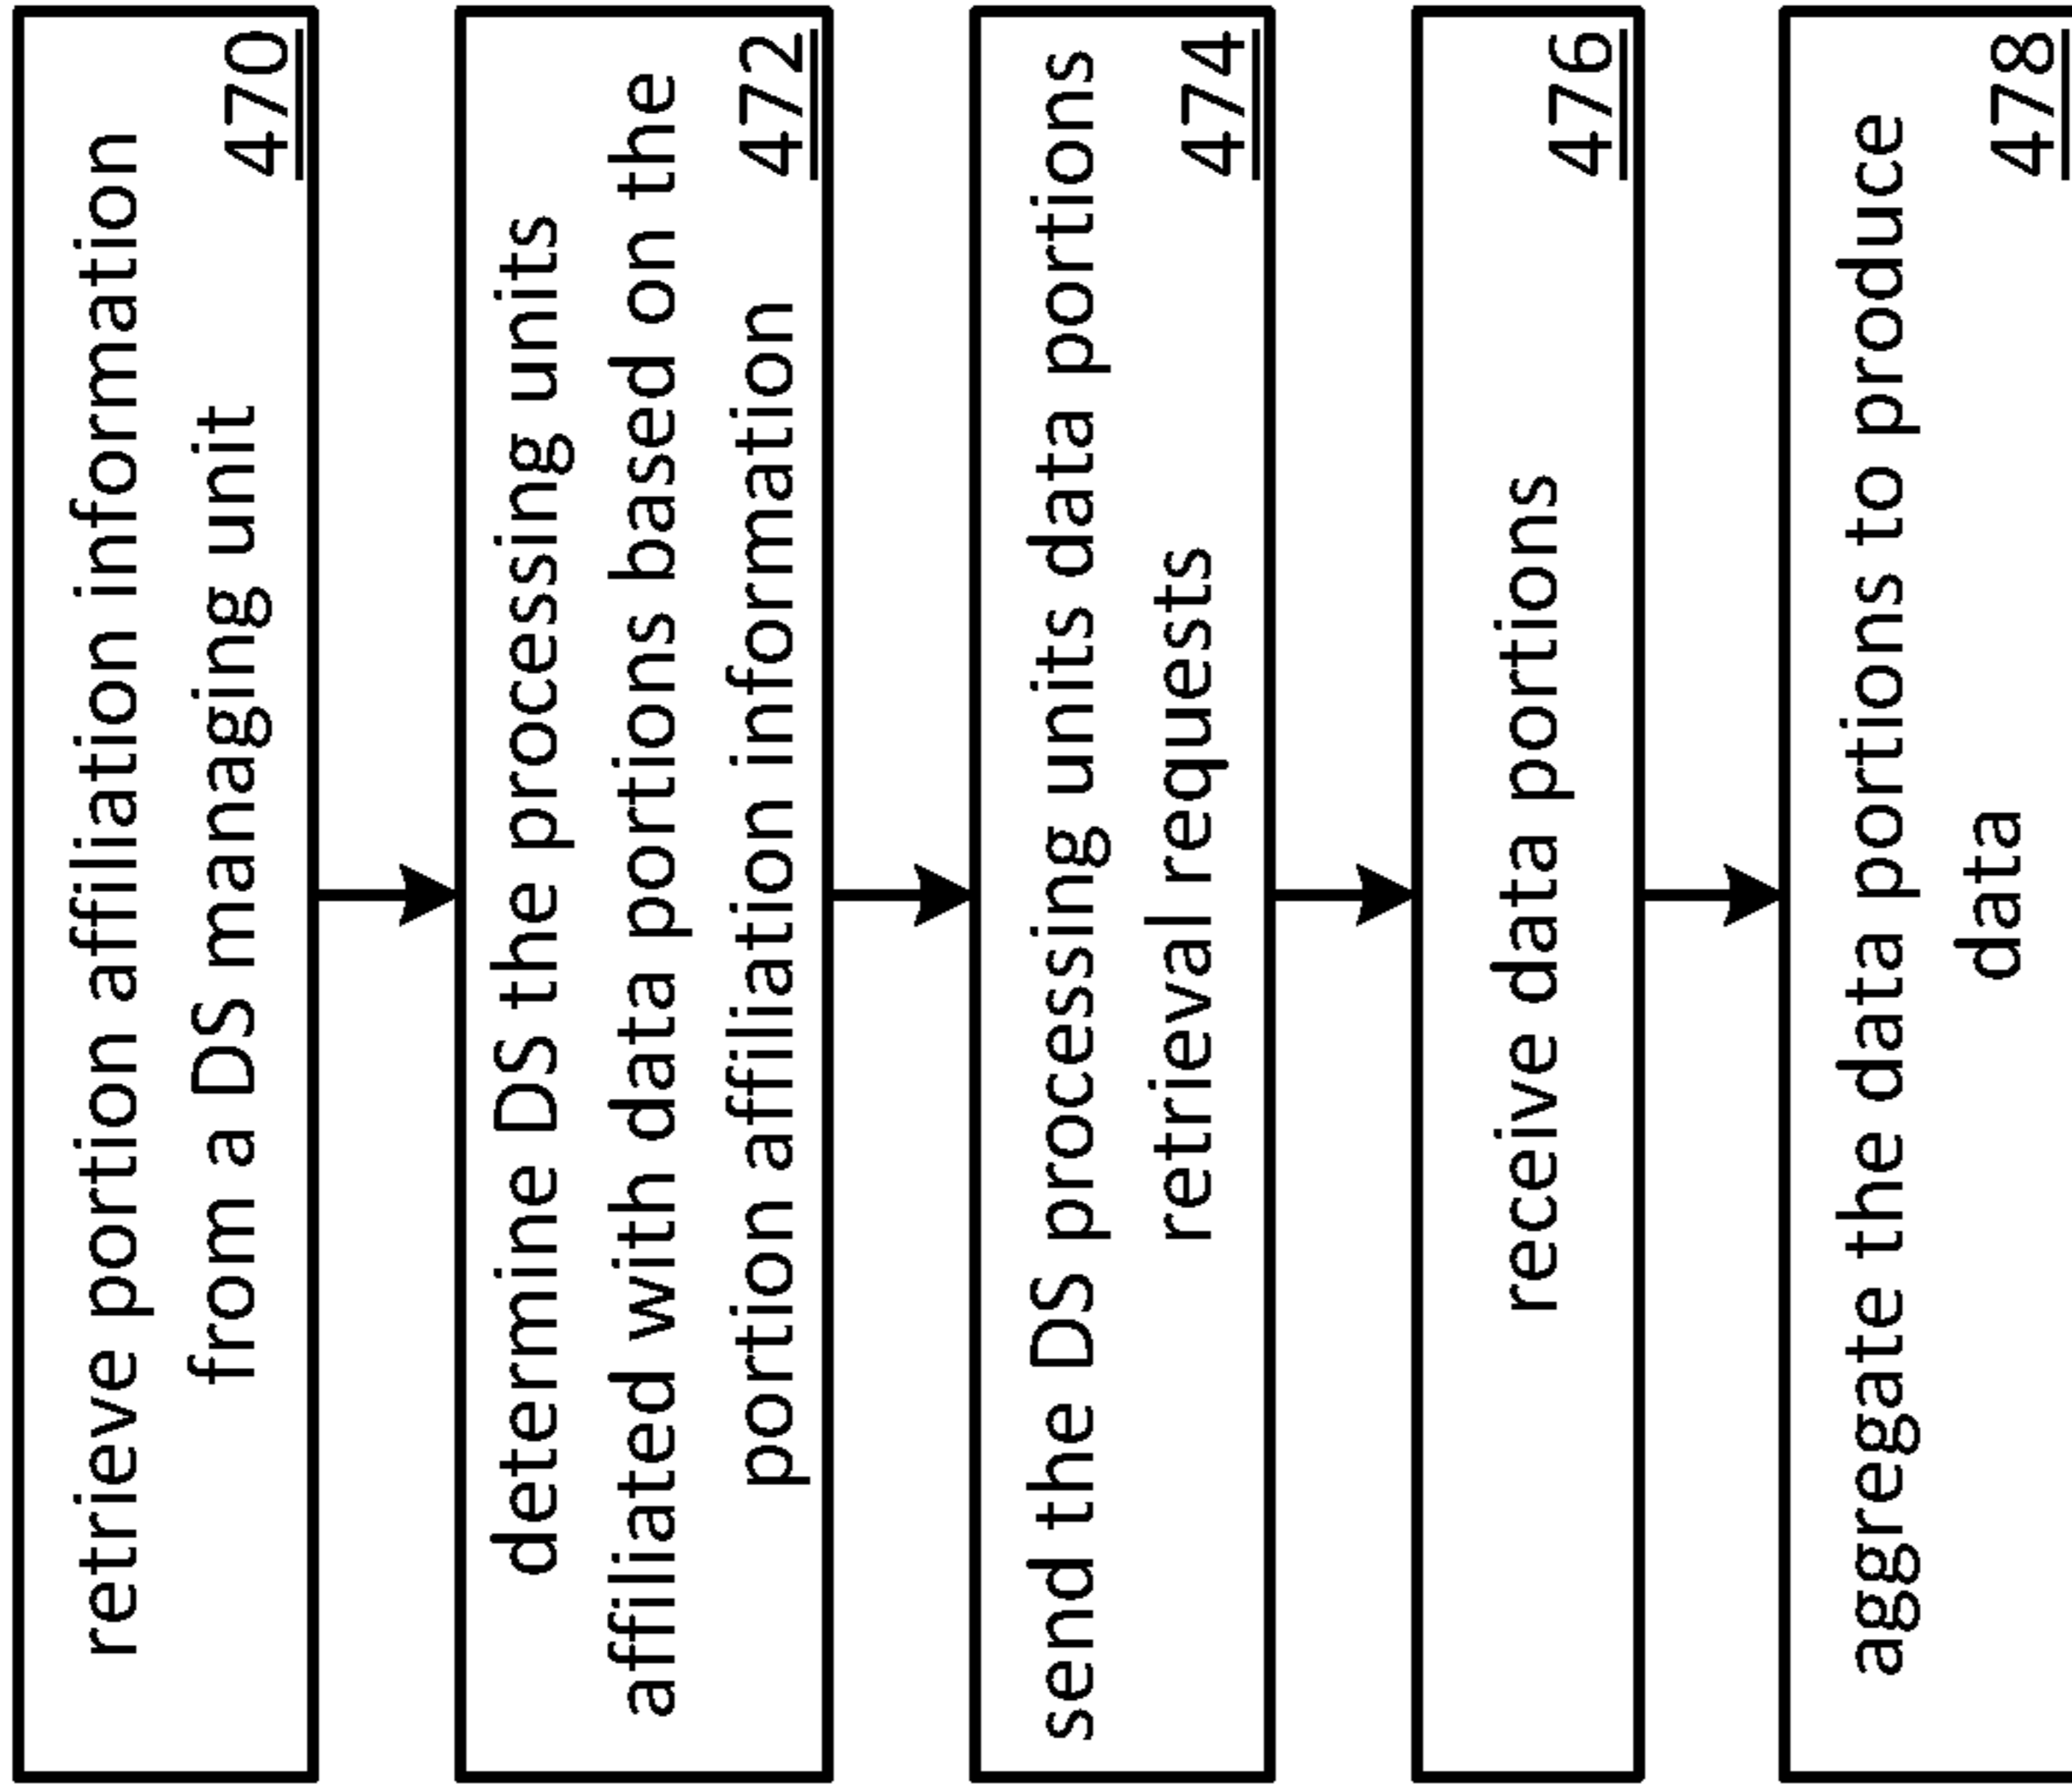 retrieve portion affiliation information
from a DS managing unit
470
determine DS the processing units
affiliated with data portions based on the
portion affiliation information
472
send the DS processing units data portions
retrieval requests
474
receive data portions
476
aggregate the data portions to produce
data
478